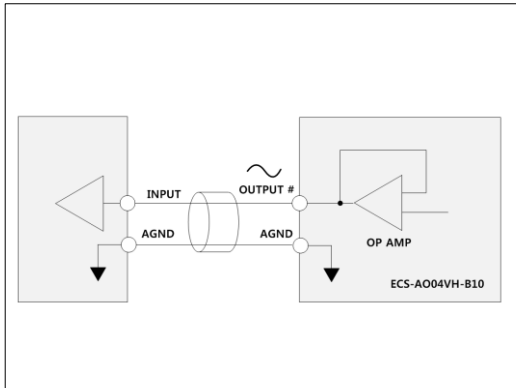 INPUT
OUTPUT #
AGND
AGND
OP AMP
ECS-AO04VH-B10